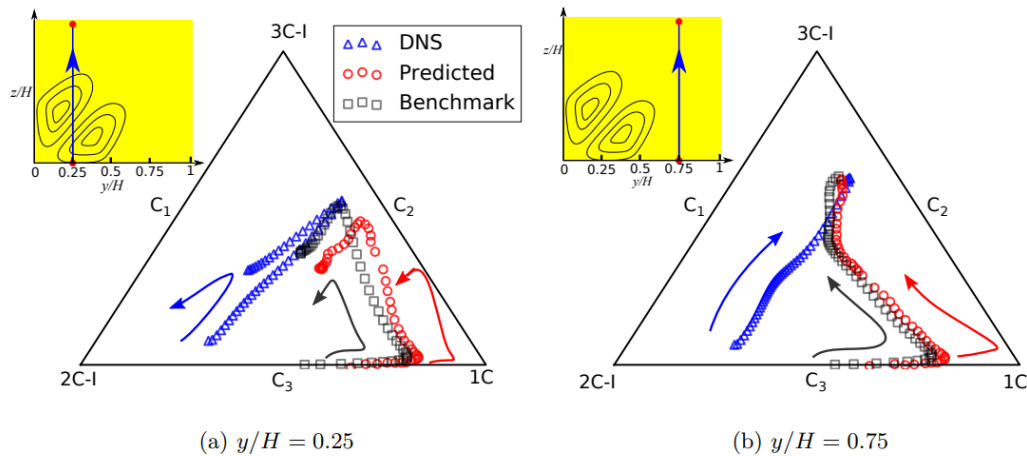 z/H
0 0.25 0.5 0.75 1
y/H
3C-I
DNS
Predicted
Benchmark
C1
C2
C3
2C-I
1C
(a) y/H = 0.25
z/H
0 0.25 0.5 0.75 1
y/H
3C-I
C1
C2
C3
2C-I
1C
(b) y/H = 0.75